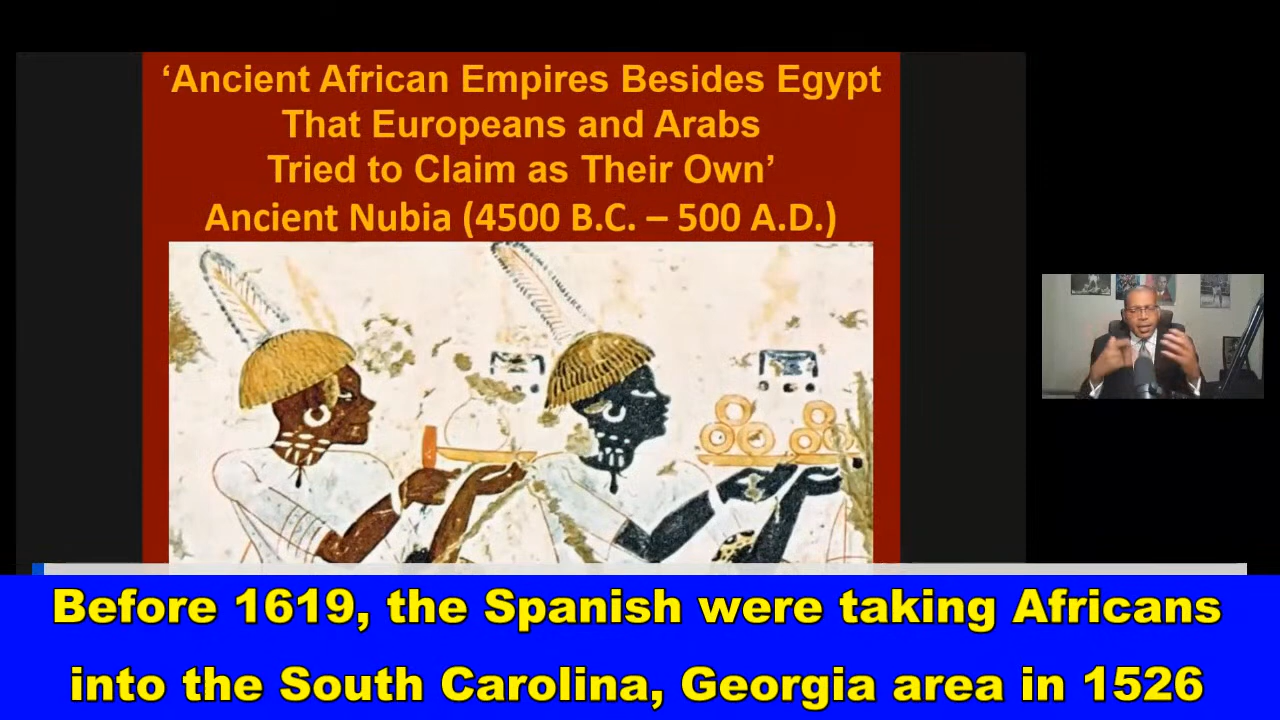 ‘Ancient African Empires Besides Egypt
That Europeans and Arabs
Tried to Claim as Their Own’
Ancient Nubia (4500 B.C. – 500 A.D.)
Before 1619, the Spanish were taking Africans
into the South Carolina, Georgia area in 1526